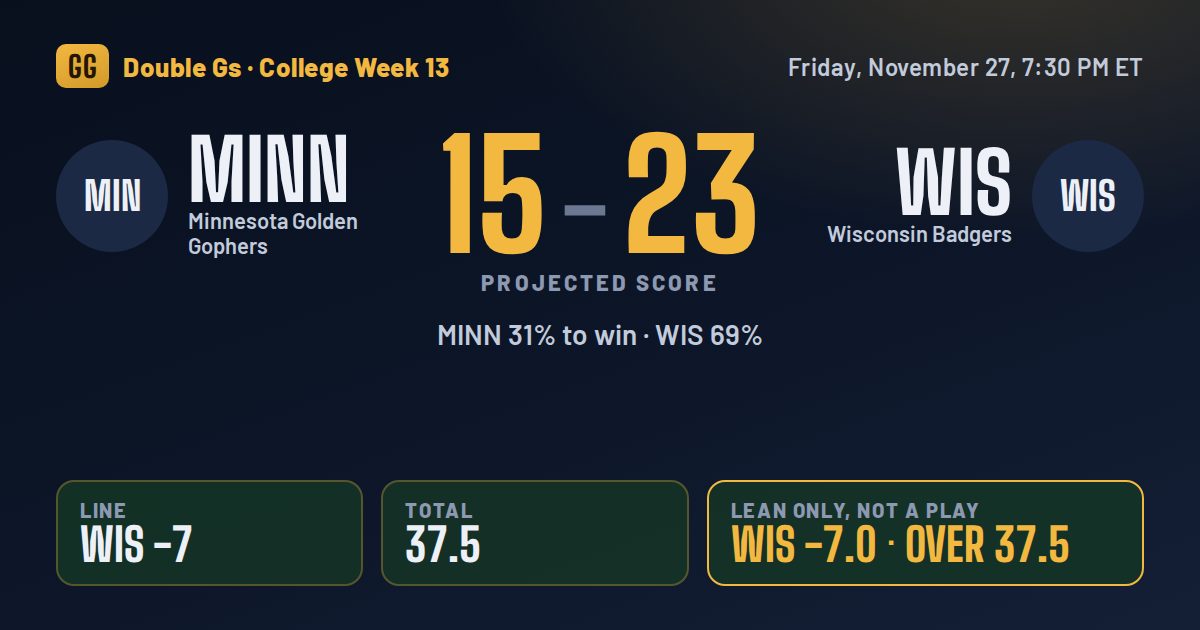 GG
Double Gs · College Week 13
Friday, November 27, 7:30 PM ET
MIN
MINN
Minnesota Golden
Gophers
15 – 23
PROJECTED SCORE
MINN 31% to win · WIS 69%
WIS
Wisconsin Badgers
WIS
LINE
WIS −7
TOTAL
37.5
LEAN ONLY, NOT A PLAY
WIS −7.0 · OVER 37.5